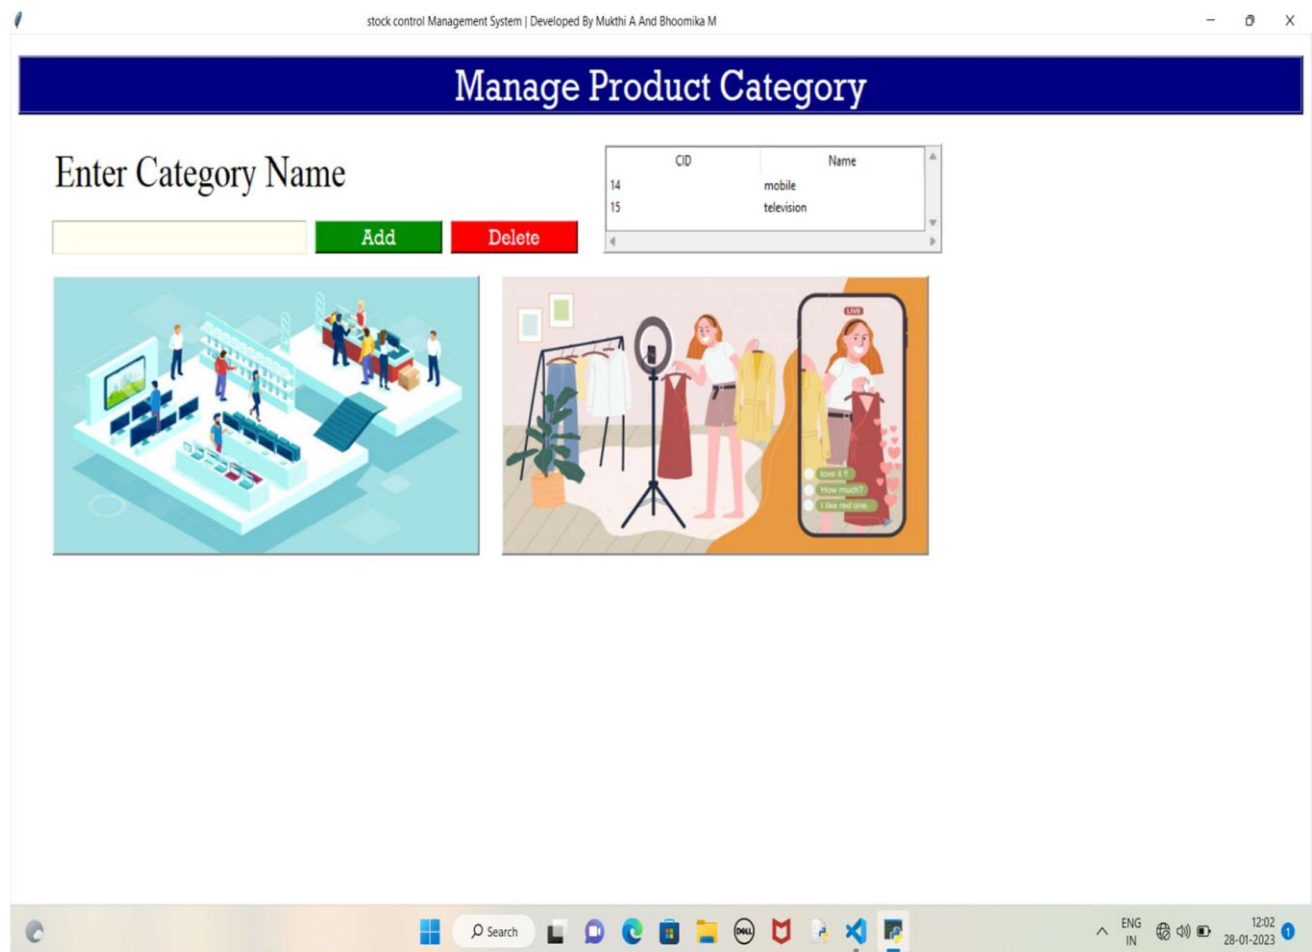 stock control Management System | Developed By Mukthi A And Bhoomika M
Manage Product Category
Enter Category Name
Add Delete
CID Name
14 mobile
15 television
LIVE
love it !!
How much?
I like red one.
Search
DELL
ENG
IN
12:02
28-01-2023
1